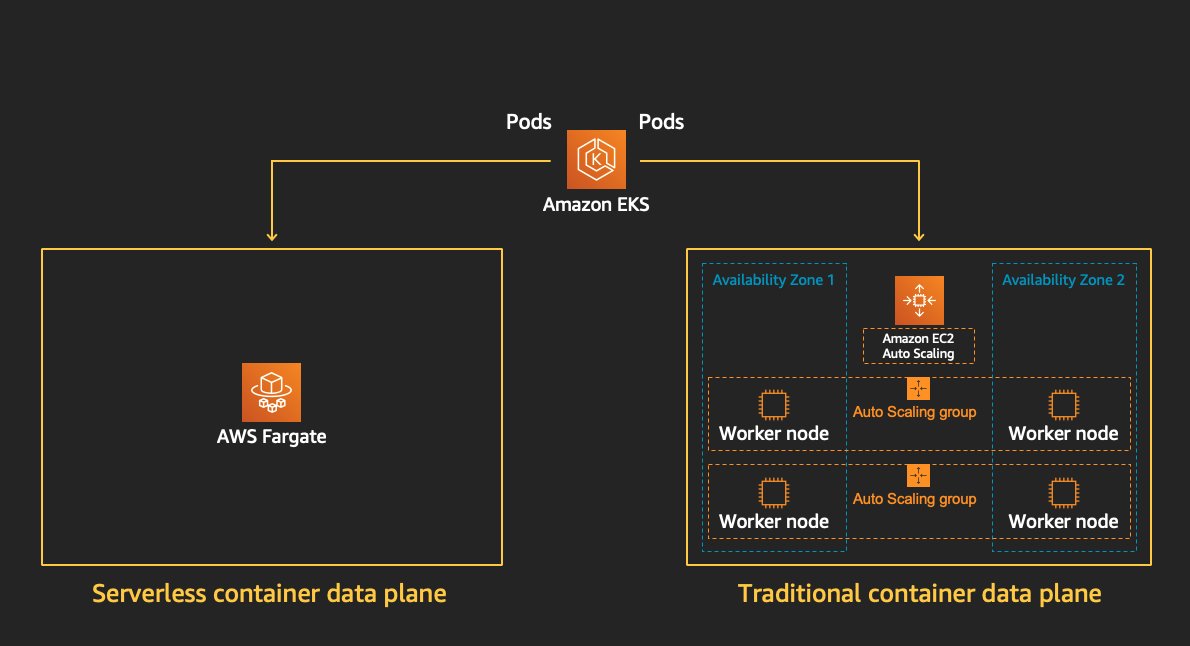 Pods
Pods
K
Amazon EKS
Availability Zone 1
Availability Zone 2
Amazon EC2
Auto Scaling
Auto Scaling group
Worker node
Worker node
AWS Fargate
Auto Scaling group
Worker node
Worker node
Serverless container data plane
Traditional container data plane